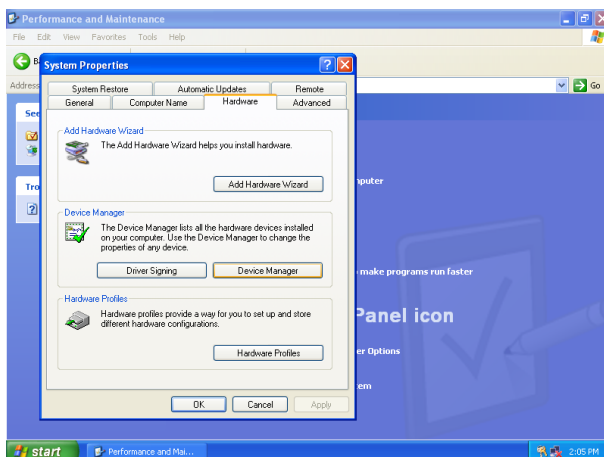 Performance and Maintenance
File Edit View Favorites Tools Help
Address
Go
System Properties
System Restore Automatic Updates Remote
General Computer Name Hardware Advanced
Add Hardware Wizard
The Add Hardware Wizard helps you install hardware.
Add Hardware Wizard
Device Manager
The Device Manager lists all the hardware devices installed
on your computer. Use the Device Manager to change the
properties of any device.
Driver Signing Device Manager
Hardware Profiles
Hardware profiles provide a way for you to set up and store
different hardware configurations.
Hardware Profiles
OK Cancel Apply
See
Tro
mputer
make programs run faster
Panel icon
er Options
em
start Performance and Mai... 2:05 PM